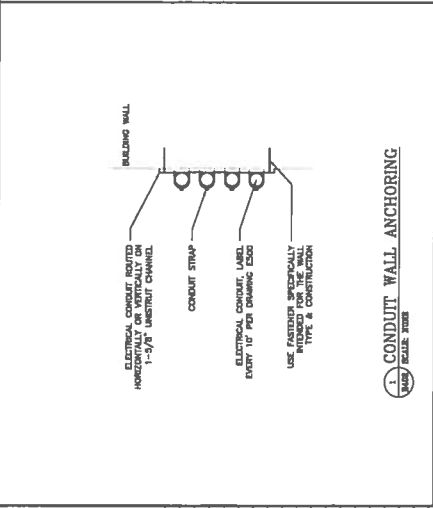 BUILDING WALL
ELECTRICAL CONDUIT ROUTED
HORIZONTALLY OR VERTICALLY ON
1-5/8" UNISTRUT CHANNEL
CONDUIT STRAP
ELECTRICAL CONDUIT, LABEL
EVERY 10' PER DRAWING E500
USE FASTENER SPECIFICALLY
INTENDED FOR THE WALL
TYPE & CONSTRUCTION
1 CONDUIT WALL ANCHORING
SCALE: NONE